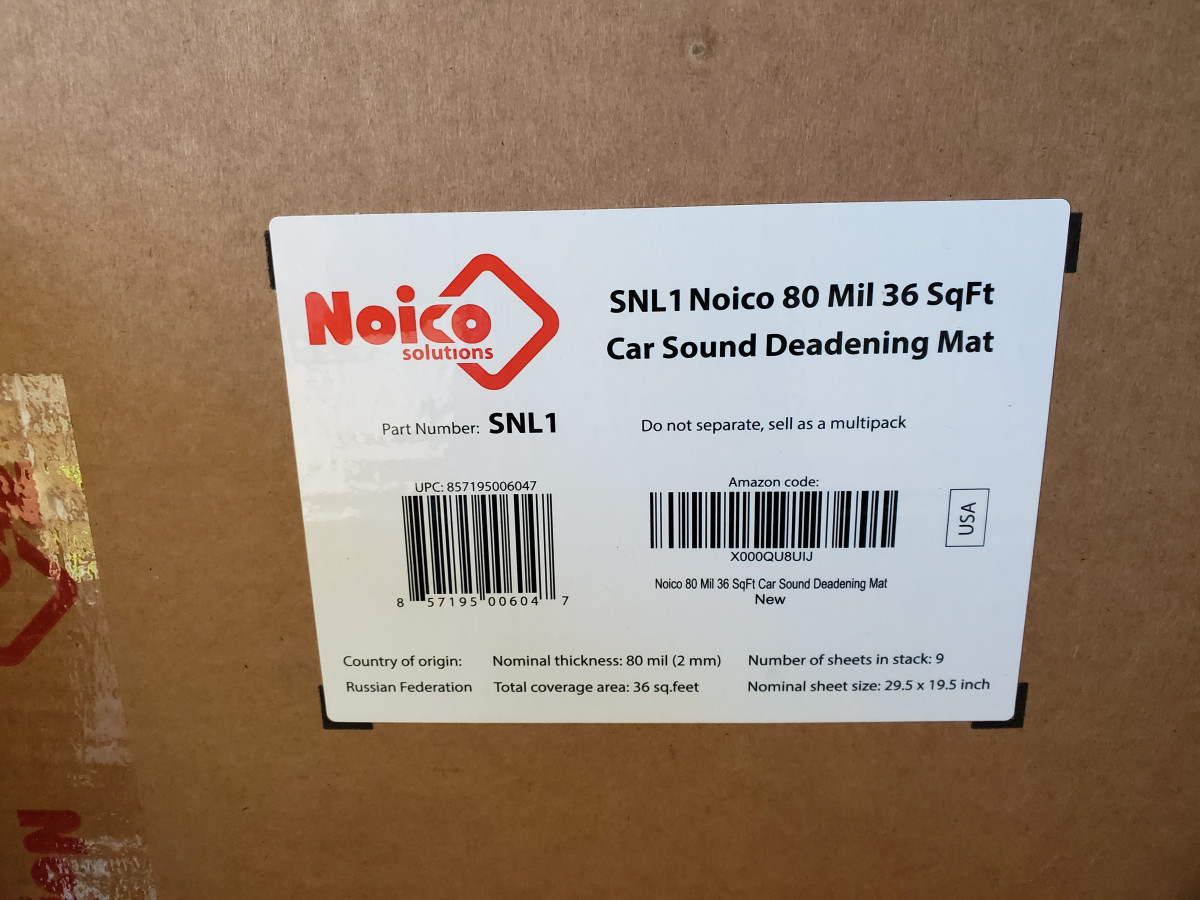 Noico
solutions
SNL1 Noico 80 Mil 36 SqFt
Car Sound Deadening Mat
Part Number: SNL1
Do not separate, sell as a multipack
UPC: 857195006047
8 57195 00604 7
Amazon code:
X000QU8UIJ
Noico 80 Mil 36 SqFt Car Sound Deadening Mat
New
USA
Country of origin:
Russian Federation
Nominal thickness: 80 mil (2 mm)
Total coverage area: 36 sq.feet
Number of sheets in stack: 9
Nominal sheet size: 29.5 x 19.5 inch